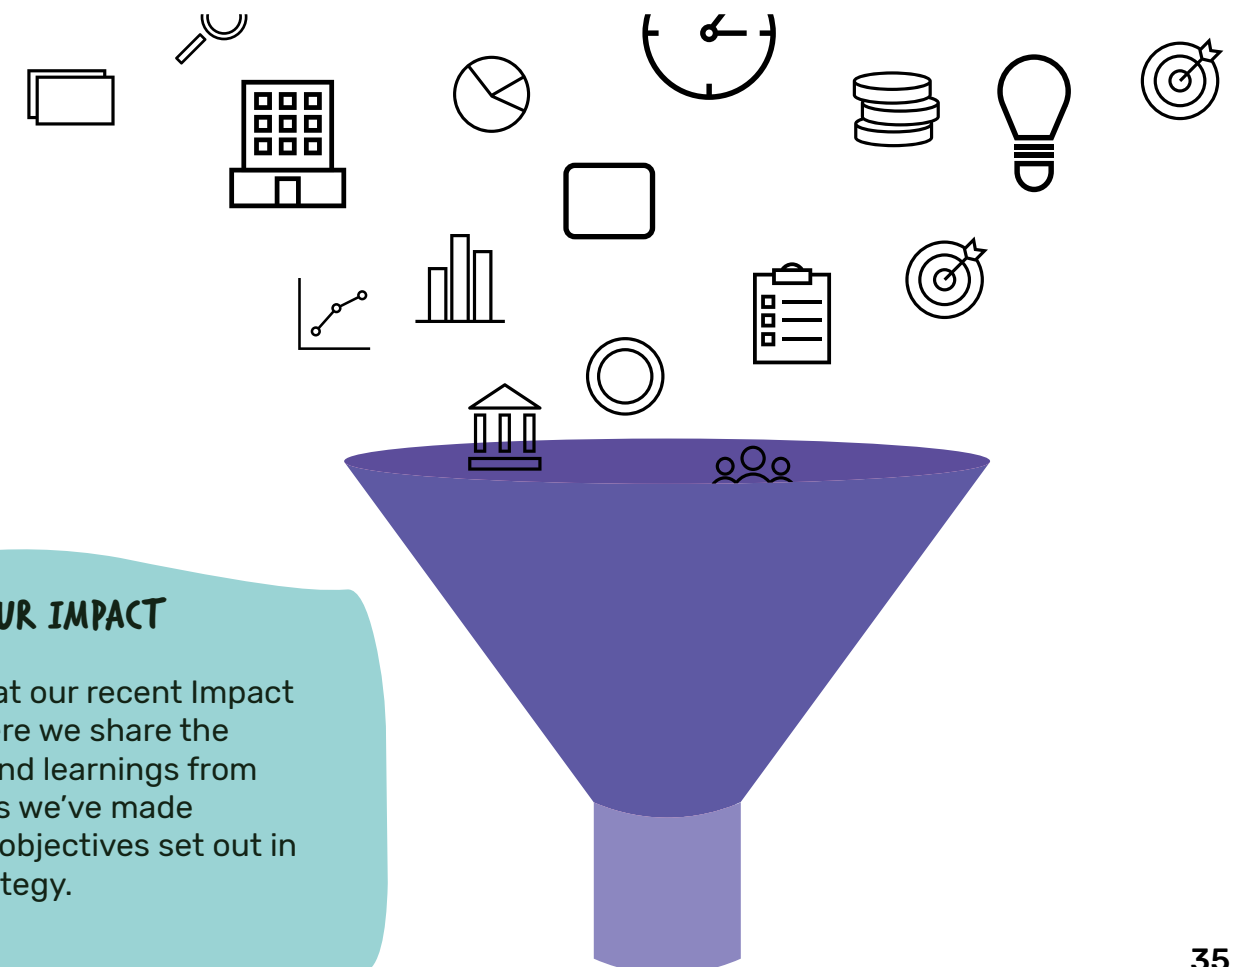 UR IMPACT
at our recent Impact
ere we share the
nd learnings from
s we've made
objectives set out in
tegy.
35